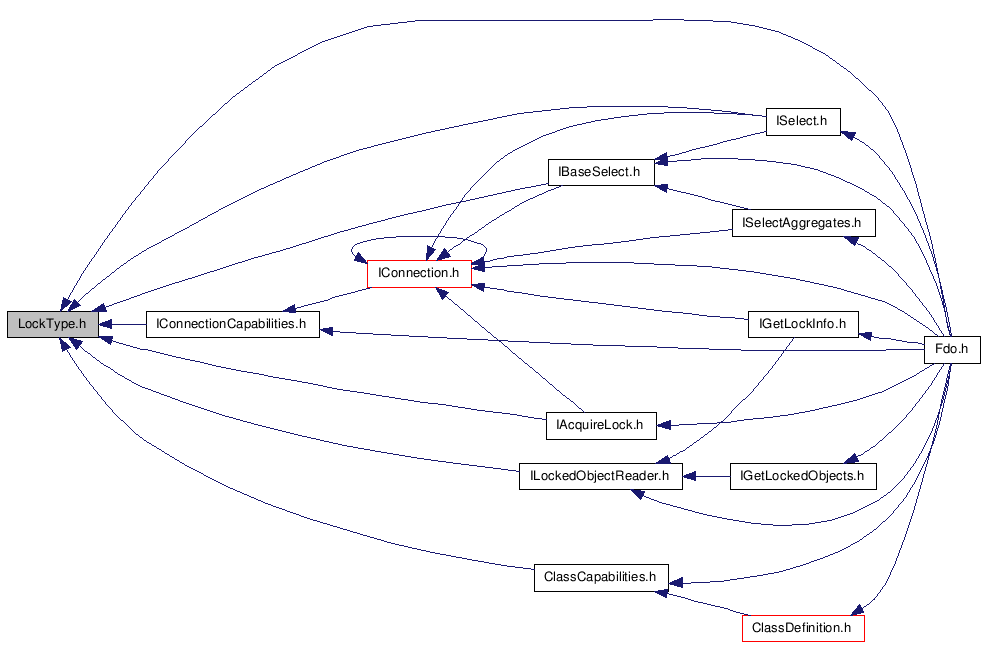 ISelect.h
IBaseSelect.h
ISelectAggregates.h
IConnection.h
LockType.h
IConnectionCapabilities.h
IGetLockInfo.h
Fdo.h
IAcquireLock.h
ILockedObjectReader.h
IGetLockedObjects.h
ClassCapabilities.h
ClassDefinition.h